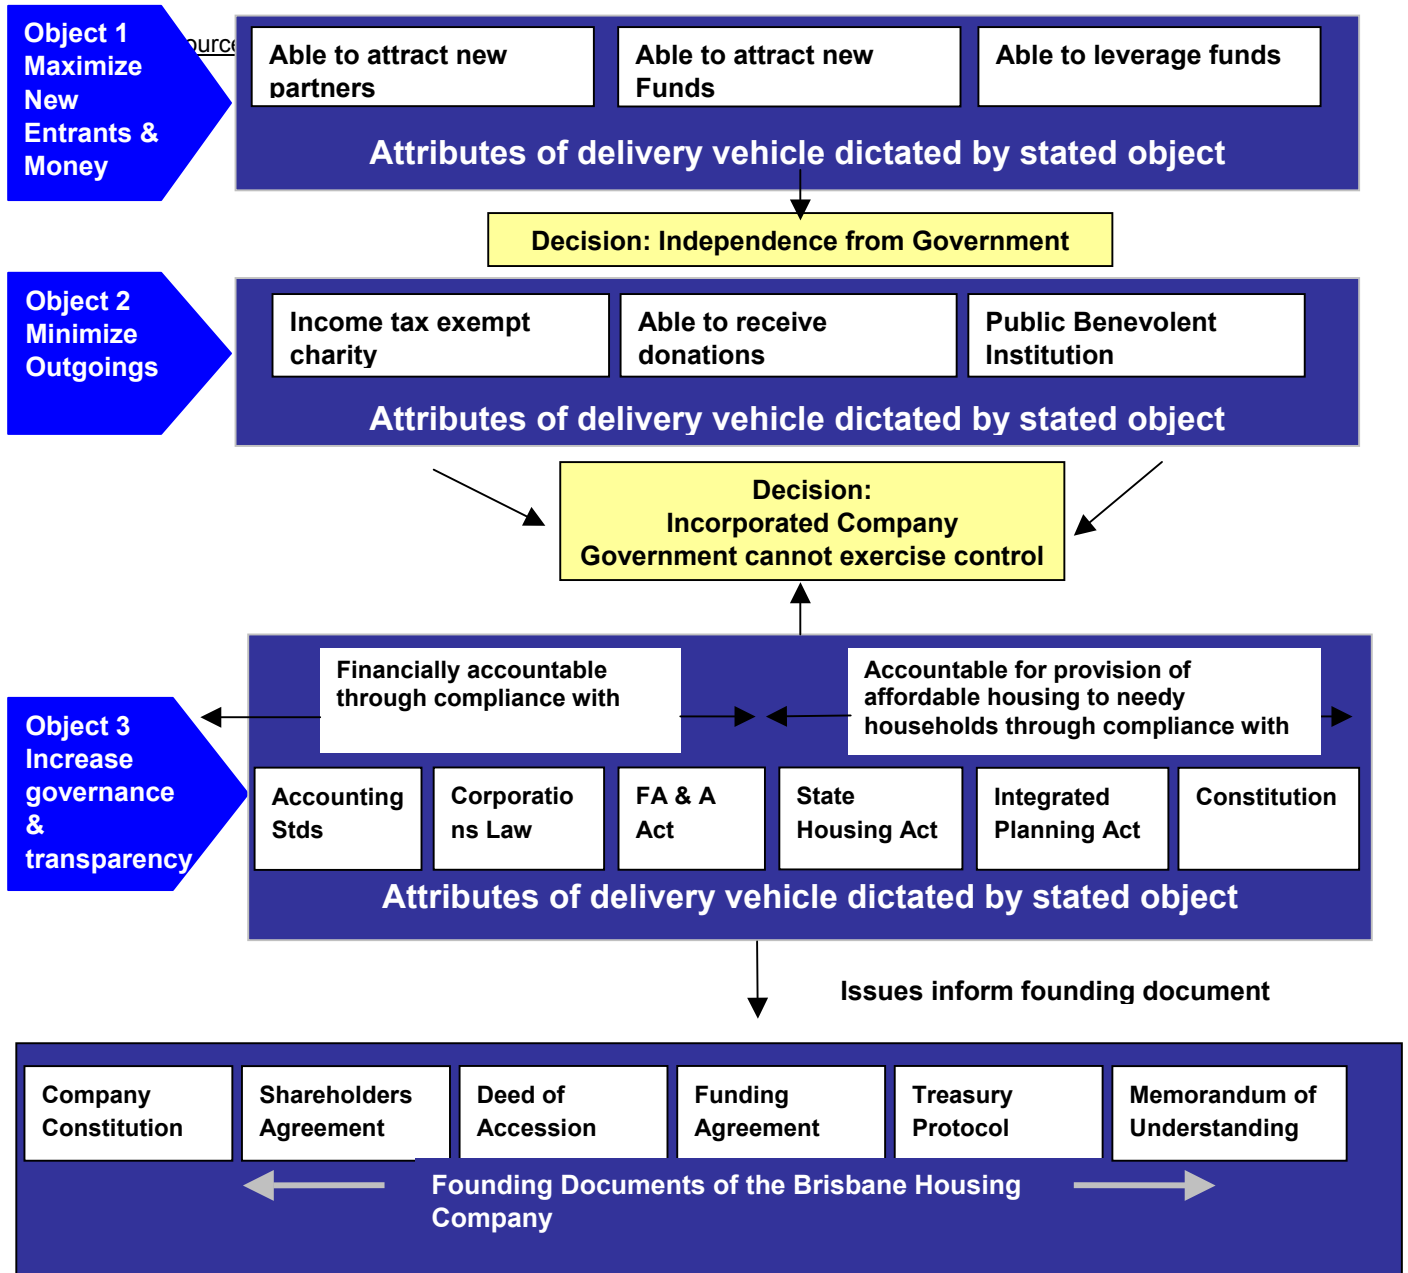 Object 1
Maximize
New
Entrants &
Money
Able to attract new
partners
Able to attract new
Funds
Able to leverage funds
Attributes of delivery vehicle dictated by stated object
Decision: Independence from Government
Object 2
Minimize
Outgoings
Income tax exempt
charity
Able to receive
donations
Public Benevolent
Institution
Attributes of delivery vehicle dictated by stated object
Decision:
Incorporated Company
Government cannot exercise control
Object 3
Increase
governance
&
transparency
Financially accountable
through compliance with
Accountable for provision of
affordable housing to needy
households through compliance with
Accounting
Stds
Corporatio
ns Law
FA & A
Act
State
Housing Act
Integrated
Planning Act
Constitution
Attributes of delivery vehicle dictated by stated object
Issues inform founding document
Company
Constitution
Shareholders
Agreement
Deed of
Accession
Funding
Agreement
Treasury
Protocol
Memorandum of
Understanding
Founding Documents of the Brisbane Housing
Company